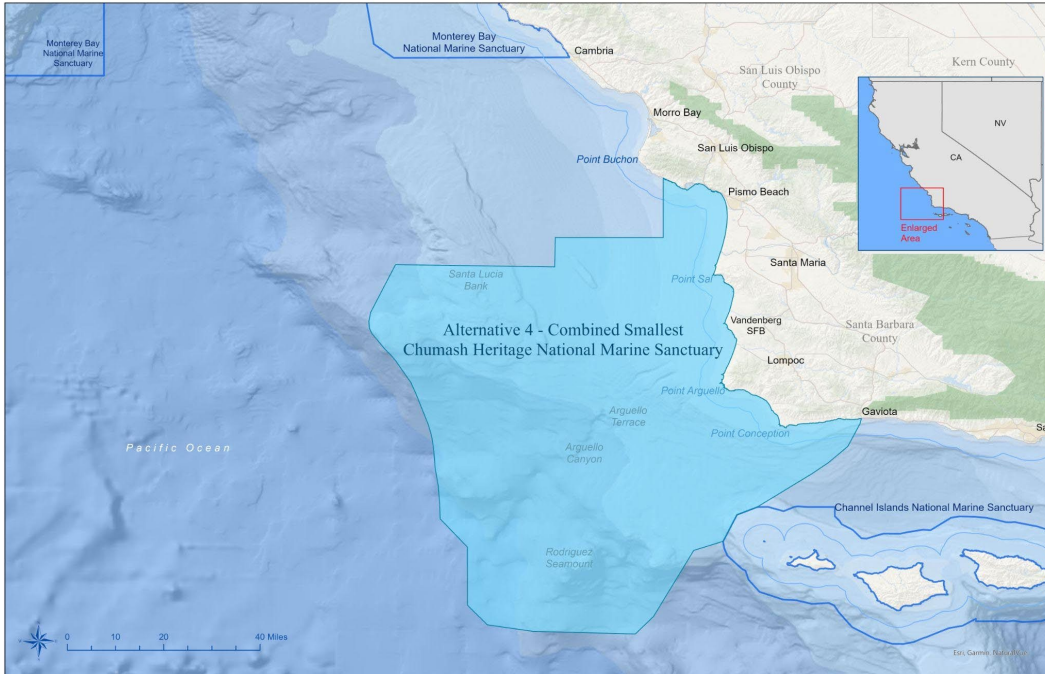 Monterey Bay
National Marine
Sanctuary
Monterey Bay
National Marine Sanctuary
Cambria
San Luis Obispo
County
Kern County
Morro Bay
San Luis Obispo
Point Buchon
Pismo Beach
NV
CA
Enlarged
Area
Santa Lucia
Bank
Point Sal
Santa Maria
Alternative 4 - Combined Smallest
Chumash Heritage National Marine Sanctuary
Vandenberg
SFB
Santa Barbara
County
Lompoc
Point Arguello
Arguello
Terrace
Gaviota
Point Conception
Pacific Ocean
Arguello
Canyon
Channel Islands National Marine Sanctuary
Rodriguez
Seamount
0 10 20 40 Miles